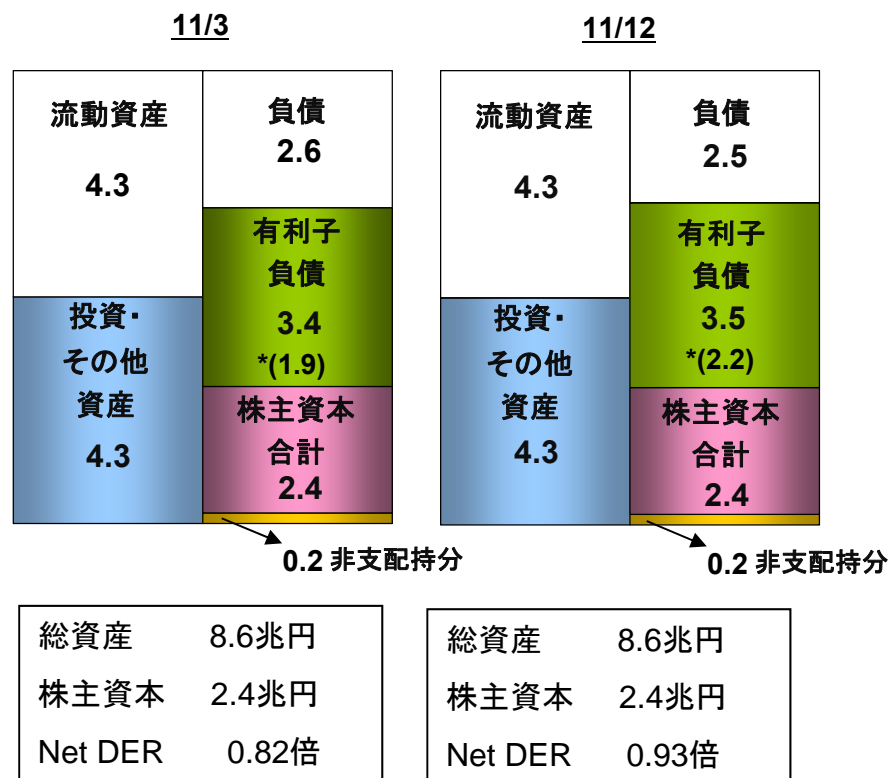 11/3
流動資産
4.3
負債
2.6
有利子
負債
3.4
*(1.9)
投資・
その他
資産
4.3
株主資本
合計
2.4
0.2 非支配持分
総資産 8.6兆円
株主資本 2.4兆円
Net DER 0.82倍
11/12
流動資産
4.3
負債
2.5
有利子
負債
3.5
*(2.2)
投資・
その他
資産
4.3
株主資本
合計
2.4
0.2 非支配持分
総資産 8.6兆円
株主資本 2.4兆円
Net DER 0.93倍